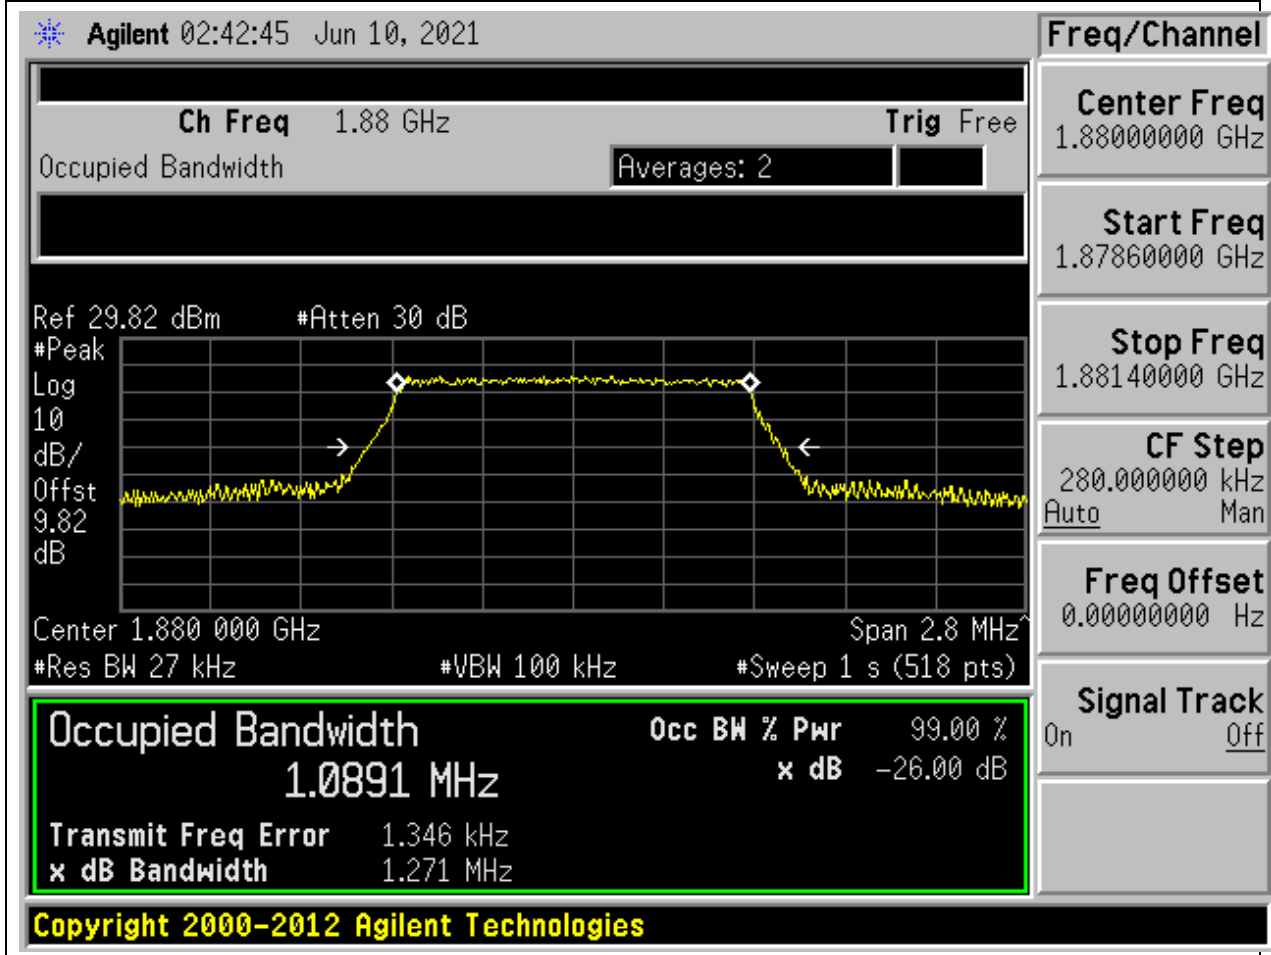 Agilent 02:42:45 Jun 10, 2021
Freq/Channel
Ch Freq 1.88 GHz Trig Free
Occupied Bandwidth Averages: 2
Center Freq
1.88000000 GHz
Start Freq
1.87860000 GHz
Stop Freq
1.88140000 GHz
CF Step
280.000000 kHz
Auto Man
Freq Offset
0.00000000 Hz
Signal Track
On Off
Ref 29.82 dBm #Atten 30 dB
#Peak
Log
10
dB/
Offst
9.82
dB
Center 1.880 000 GHz Span 2.8 MHz^
#Res BW 27 kHz #VBW 100 kHz #Sweep 1 s (518 pts)
Occupied Bandwidth Occ BW % Pwr 99.00 %
1.0891 MHz x dB -26.00 dB
Transmit Freq Error 1.346 kHz
x dB Bandwidth 1.271 MHz
Copyright 2000-2012 Agilent Technologies